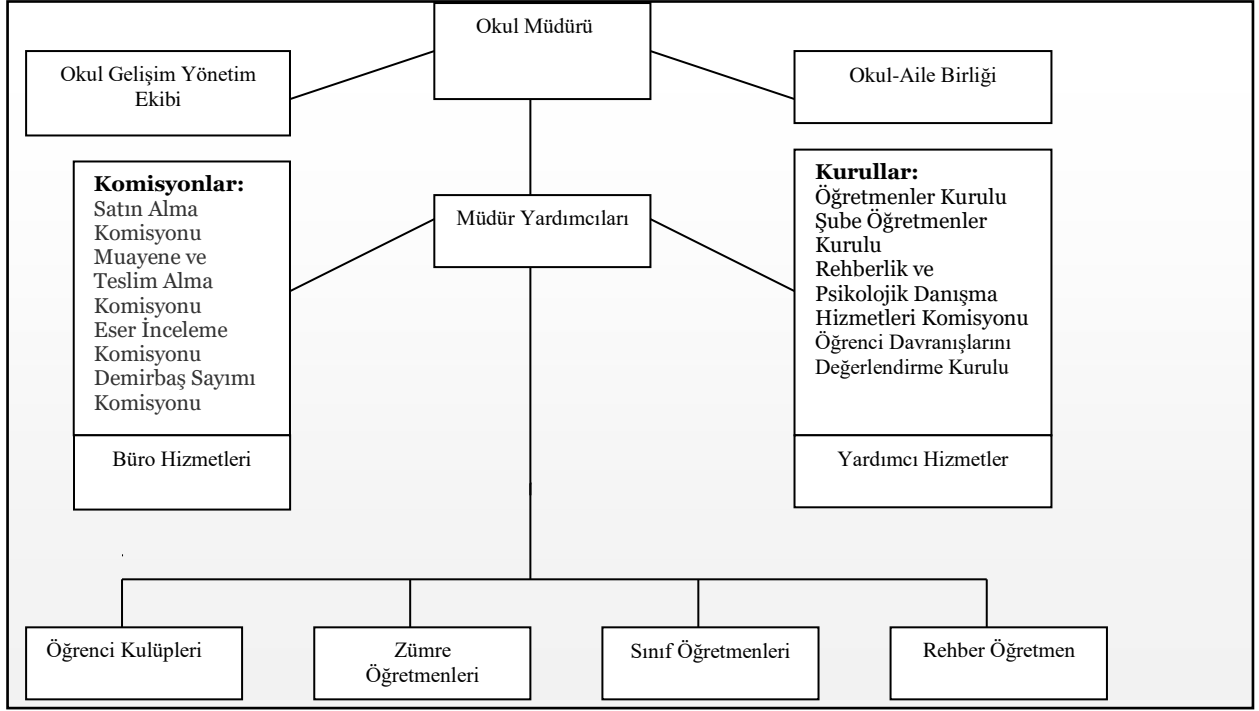 Okul Müdürü
Okul Gelişim Yönetim
Ekibi
Okul-Aile Birliği
Komisyonlar:
Satın Alma
Komisyonu
Muayene ve
Teslim Alma
Komisyonu
Eser İnceleme
Komisyonu
Demirbaş Sayımı
Komisyonu
Müdür Yardımcıları
Kurullar:
Öğretmenler Kurulu
Şube Öğretmenler
Kurulu
Rehberlik ve
Psikolojik Danışma
Hizmetleri Komisyonu
Öğrenci Davranışlarını
Değerlendirme Kurulu
Büro Hizmetleri
Yardımcı Hizmetler
Öğrenci Kulüpleri
Zümre
Öğretmenleri
Sınıf Öğretmenleri
Rehber Öğretmen